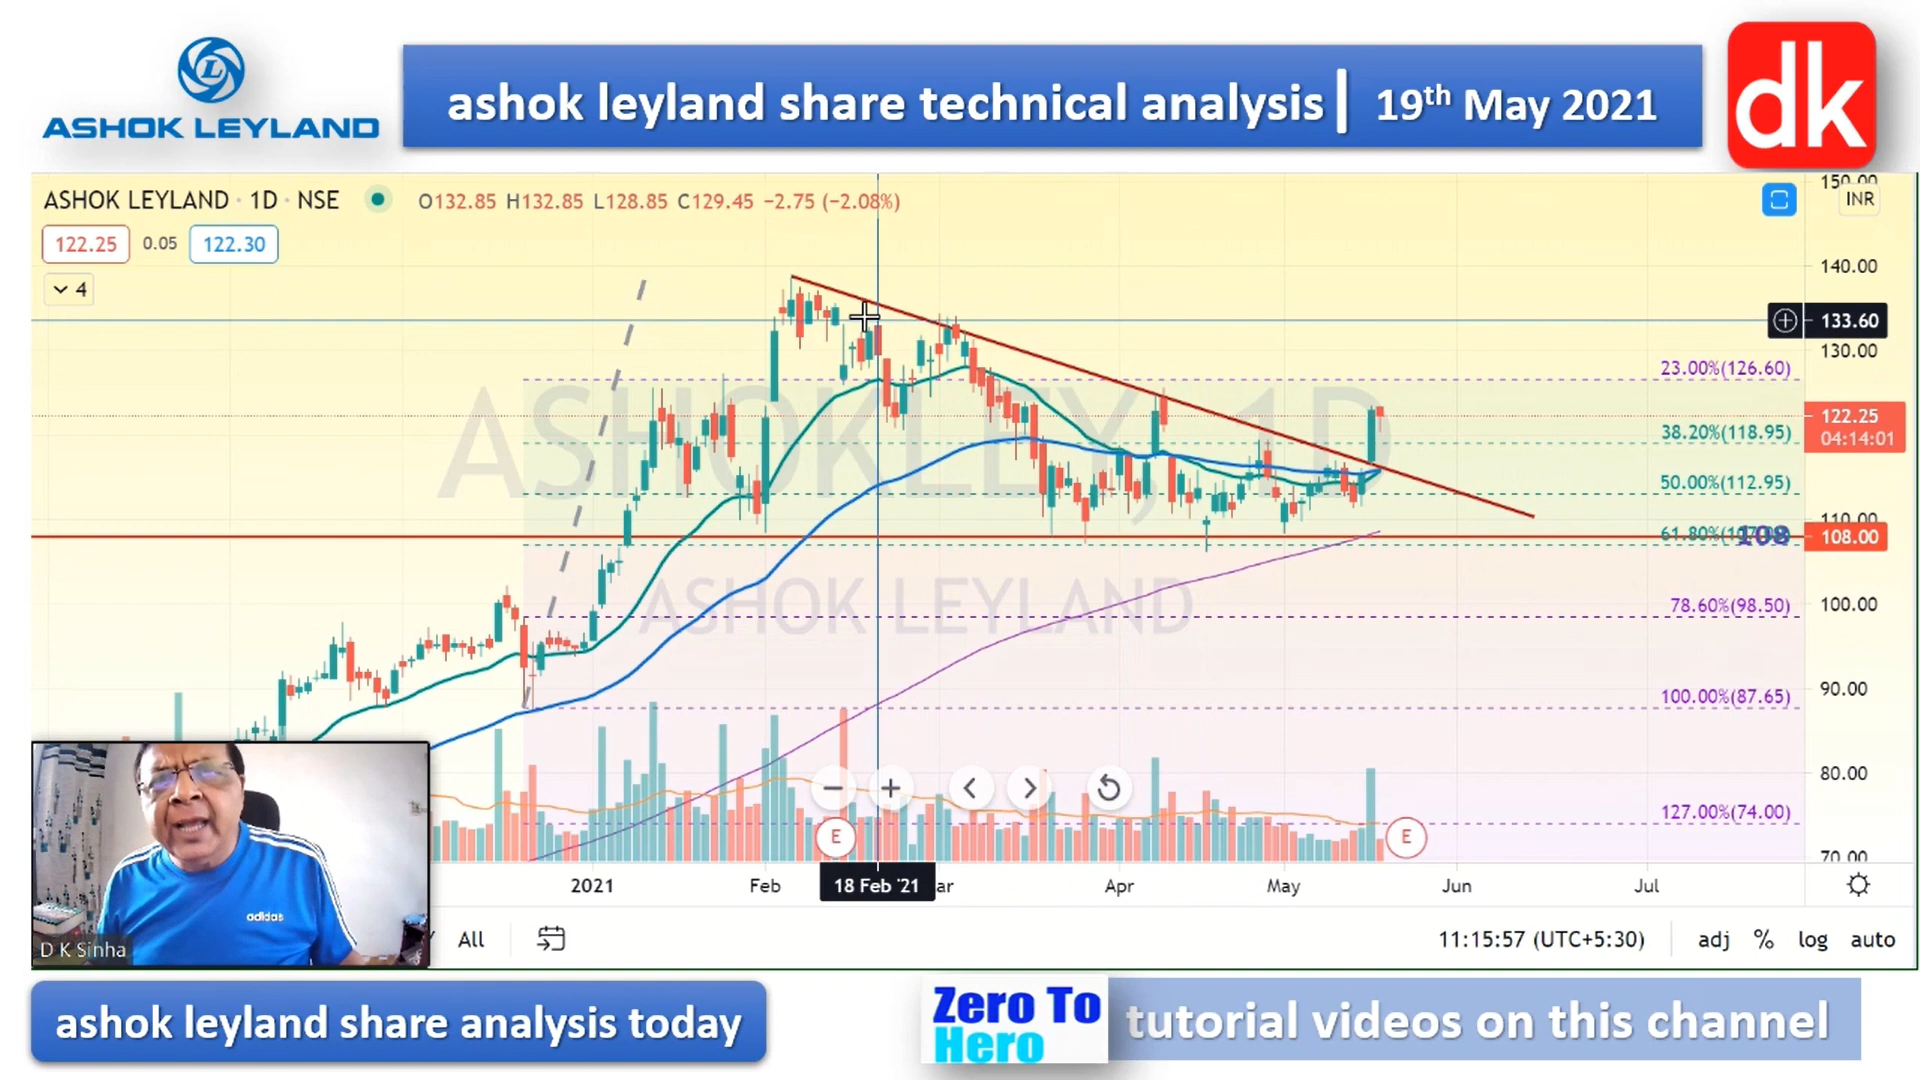 ASHOK LEYLAND
ashok leyland share technical analysis | 19th May 2021
dk
ASHOK LEYLAND · 1D · NSE
O132.85 H132.85 L128.85 C129.45 −2.75 (−2.08%)
INR
150.00
122.25 0.05 122.30
4
140.00
133.60
130.00
23.00%(126.60)
ASHOKLEY, 1D
122.25
04:14:01
38.20%(118.95)
50.00%(112.95)
110.00
108
108.00
ASHOK LEYLAND
100.00
78.60%(98.50)
90.00
100.00%(87.65)
80.00
127.00%(74.00)
70.00
E
E
2021 Feb 18 Feb '21 ar Apr May Jun Jul
adidas
D K Sinha
All
11:15:57 (UTC+5:30) adj % log auto
ashok leyland share analysis today
Zero To
Hero
tutorial videos on this channel